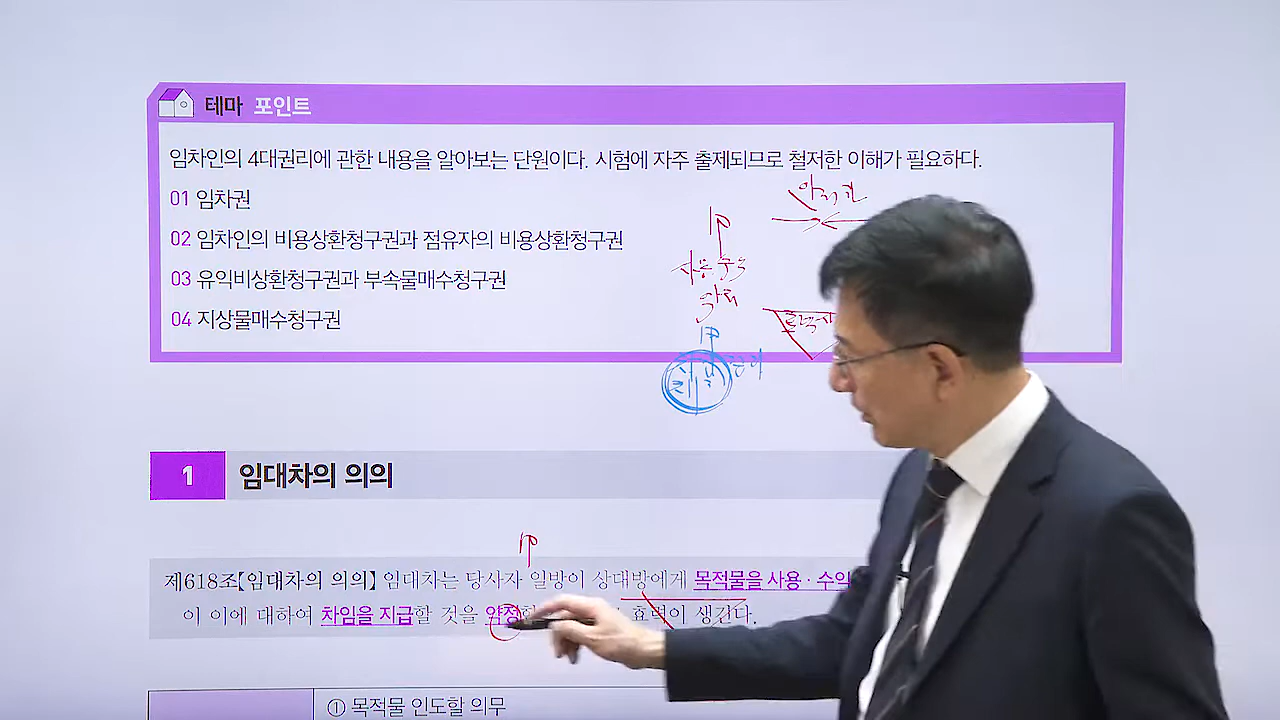 테마 포인트
임차인의 4대권리에 관한 내용을 알아보는 단원이다. 시험에 자주 출제되므로 철저한 이해가 필요하다.
01 임차권
02 임차인의 비용상환청구권과 점유자의 비용상환청구권
03 유익비상환청구권과 부속물매수청구권
04 지상물매수청구권
1 임대차의 의의
제618조【임대차의 의의】 임대차는 당사자 일방이 상대방에게 목적물을 사용·수익
이 이에 대하여 차임을 지급할 것을 약정 효력이 생긴다.
① 목적물 인도할 의무